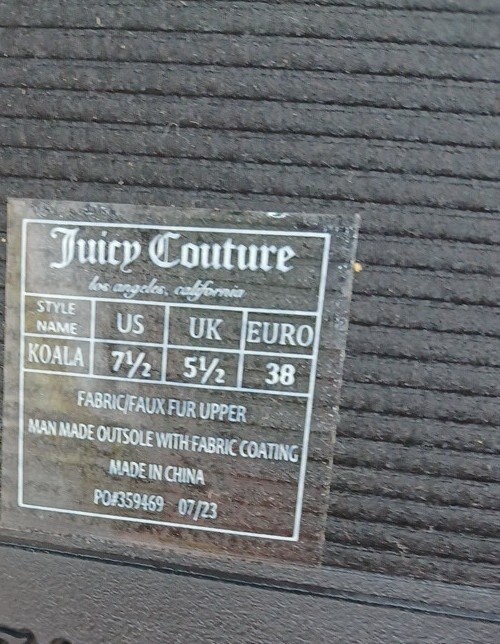 Juicy Couture
los angeles, california
STYLE NAME US UK EURO
KOALA 7½ 5½ 38
FABRIC/FAUX FUR UPPER
MAN MADE OUTSOLE WITH FABRIC COATING
MADE IN CHINA
PO#359469 07/23